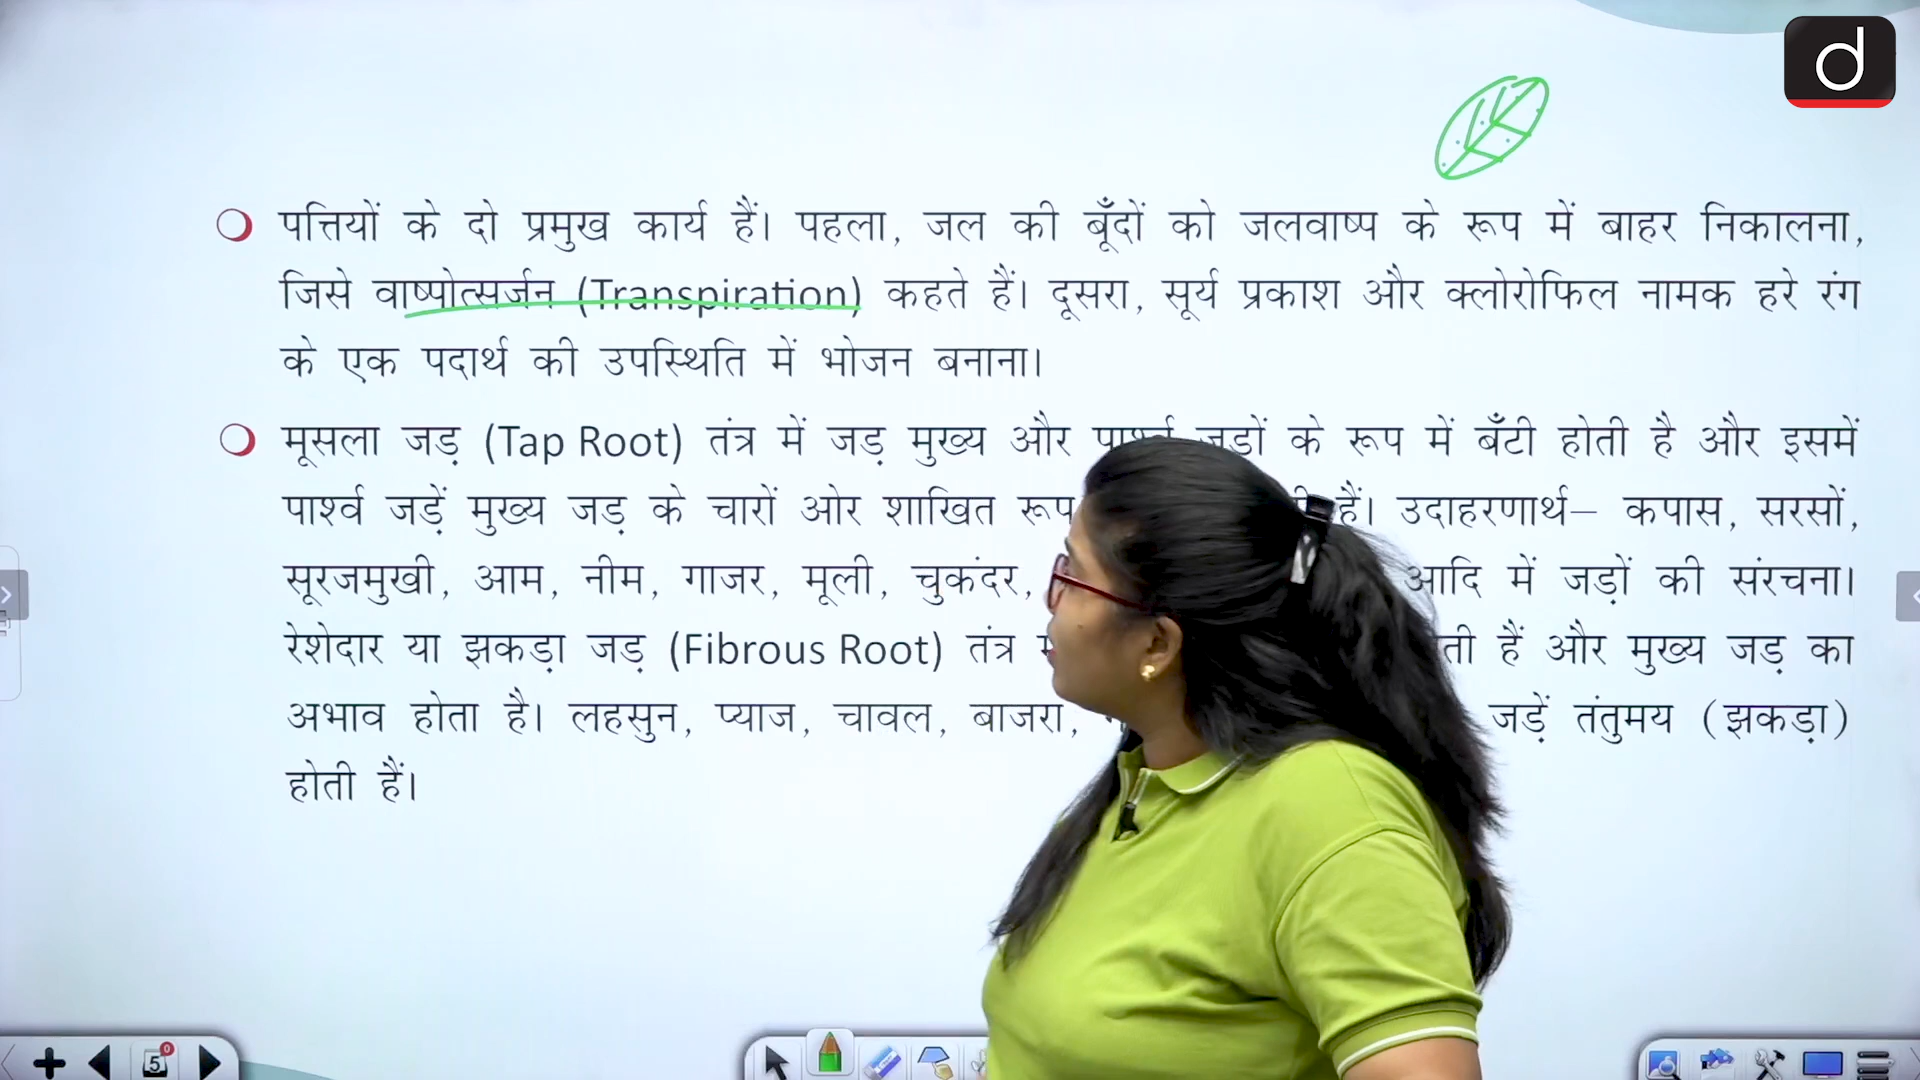 d
पत्तियों के दो प्रमुख कार्य हैं। पहला, जल की बूँदों को जलवाष्प के रूप में बाहर निकालना,
जिसे वाष्पोत्सर्जन (Transpiration) कहते हैं। दूसरा, सूर्य प्रकाश और क्लोरोफिल नामक हरे रंग
के एक पदार्थ की उपस्थिति में भोजन बनाना।
मूसला जड़ (Tap Root) तंत्र में जड़ मुख्य और पार्श्व जड़ों के रूप में बँटी होती है और इसमें
पार्श्व जड़ें मुख्य जड़ के चारों ओर शाखित रूप हैं। उदाहरणार्थ– कपास, सरसों,
सूरजमुखी, आम, नीम, गाजर, मूली, चुकंदर, आदि में जड़ों की संरचना।
रेशेदार या झकड़ा जड़ (Fibrous Root) तंत्र हैं और मुख्य जड़ का
अभाव होता है। लहसुन, प्याज, चावल, बाजरा, जड़ें तंतुमय (झकड़ा)
होती हैं।
5 0